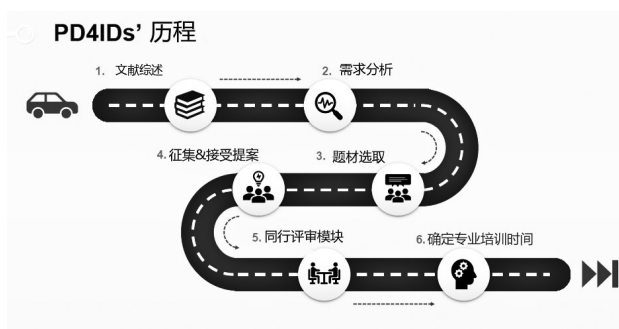 PD4IDs’ 历程
1. 文献综述
2. 需求分析
3. 题材选取
4. 征集&接受提案
5. 同行评审模块
6. 确定专业培训时间